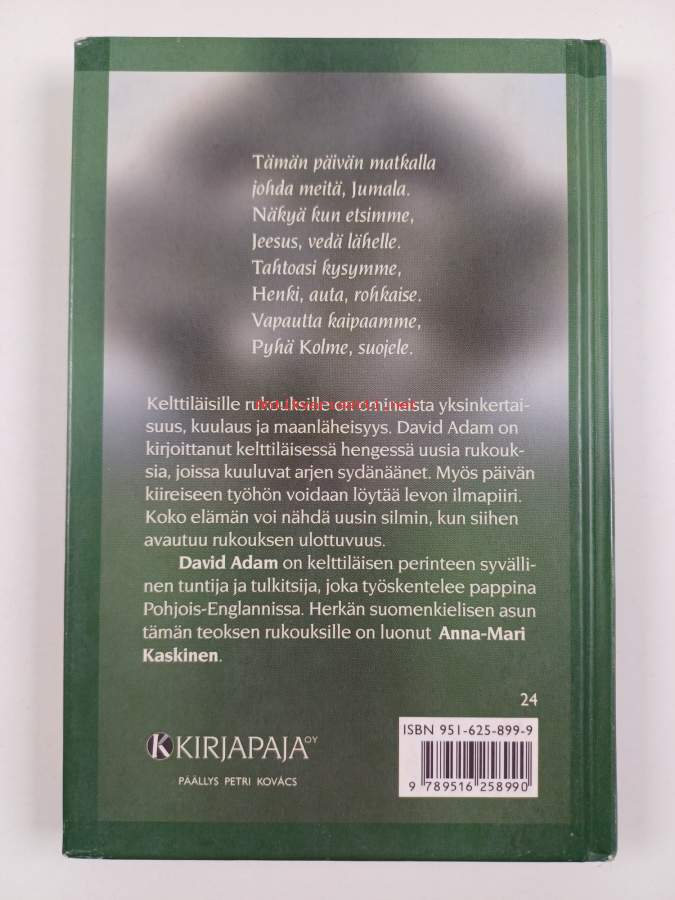 Tämän päivän matkalla
johda meitä, Jumala.
Näkyä kun etsimme,
Jeesus, vedä lähelle.
Tahtoasi kysymme,
Henki, auta, rohkaise.
Vapautta kaipaamme,
Pyhä Kolme, suojele.
Kelttiläisille rukouksille on ominaista yksinkertai-
suus, kuulaus ja maanläheisyys. David Adam on
kirjoittanut kelttiläisessä hengessä uusia rukouk-
sia, joissa kuuluvat arjen sydänäänet. Myös päivän
kiireiseen työhön voidaan löytää levon ilmapiiri.
Koko elämän voi nähdä uusin silmin, kun siihen
avautuu rukouksen ulottuvuus.
David Adam on kelttiläisen perinteen syvälli-
nen tuntija ja tulkitsija, joka työskentelee pappina
Pohjois-Englannissa. Herkän suomenkielisen asun
tämän teoksen rukouksille on luonut Anna-Mari
Kaskinen.
24
ISBN 951-625-899-9
9 789516 258990
K KIRJAPAJA OY
PÄÄLLYS PETRI KOVÁCS